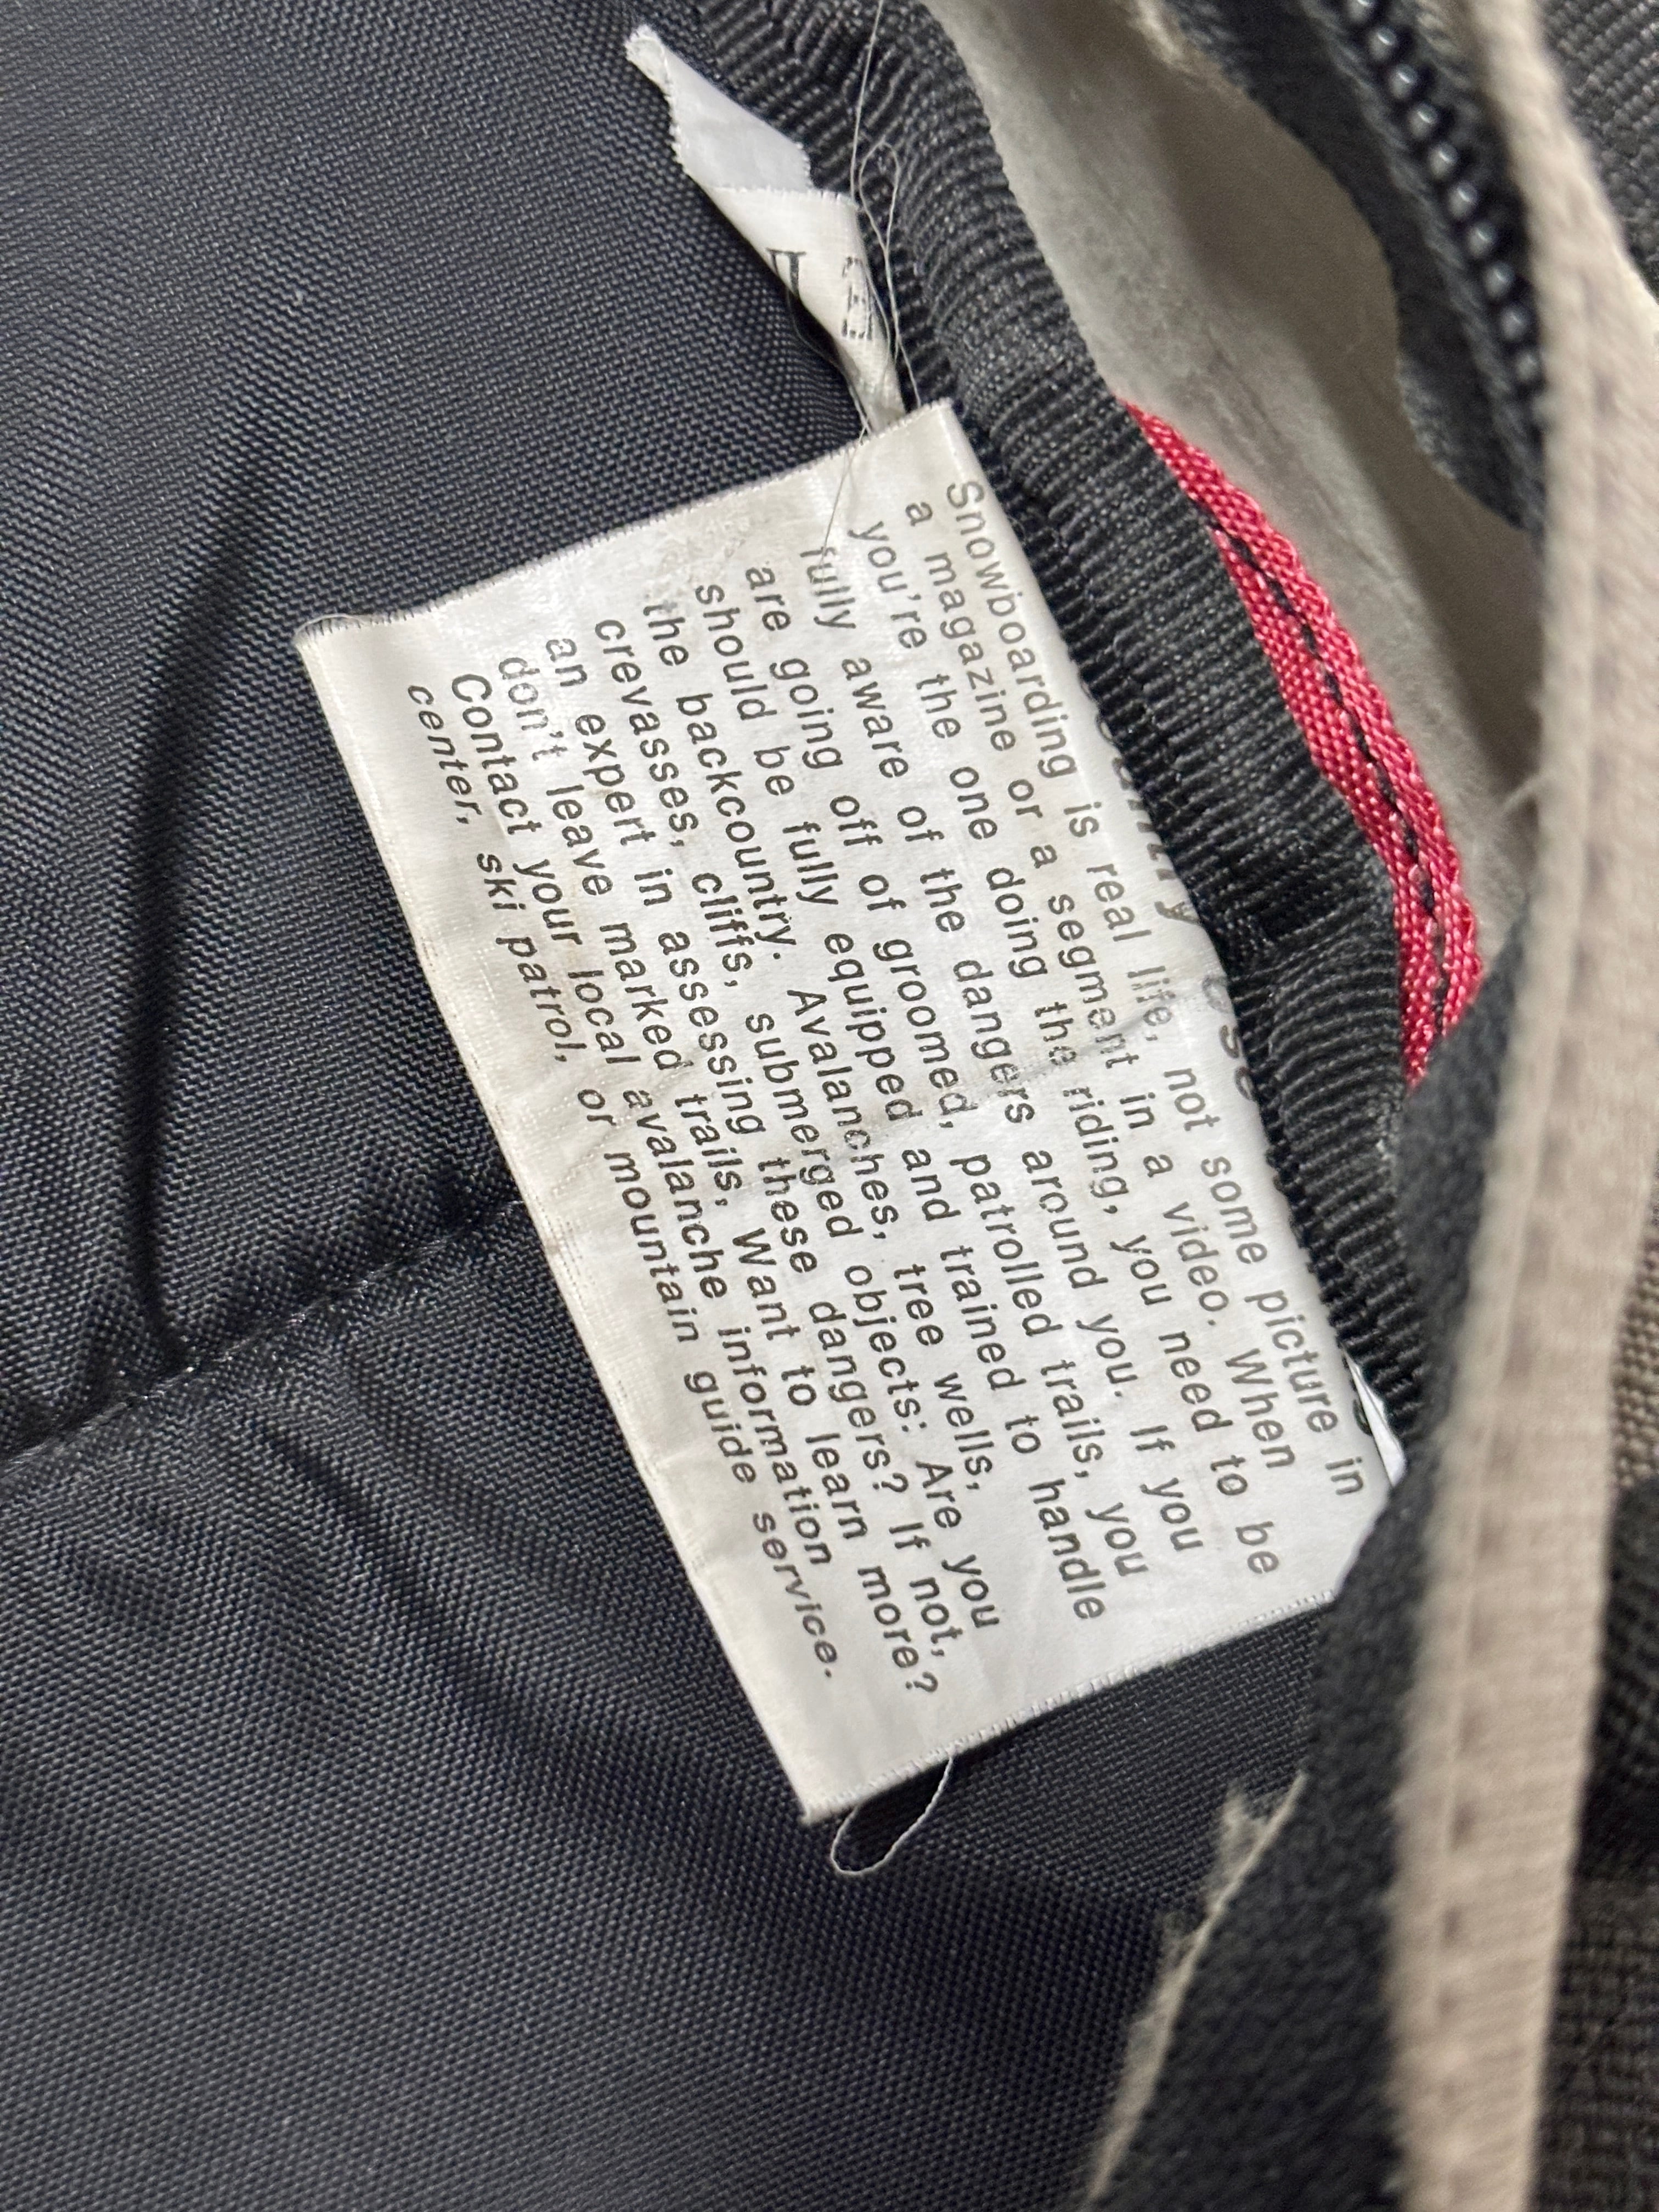 Snowboarding is real life, not some picture in
a magazine or a segment in a video. When
you're the one doing the riding, you need to be
fully aware of the dangers around you. If you
are going off of groomed, patrolled trails, you
should be fully equipped and trained to handle
the backcountry. Avalanches, tree wells,
crevasses, cliffs, submerged objects: Are you
an expert in assessing these dangers? If not,
don't leave marked trails, Want to learn more?
Contact your local avalanche information
center, ski patrol, or mountain guide service.